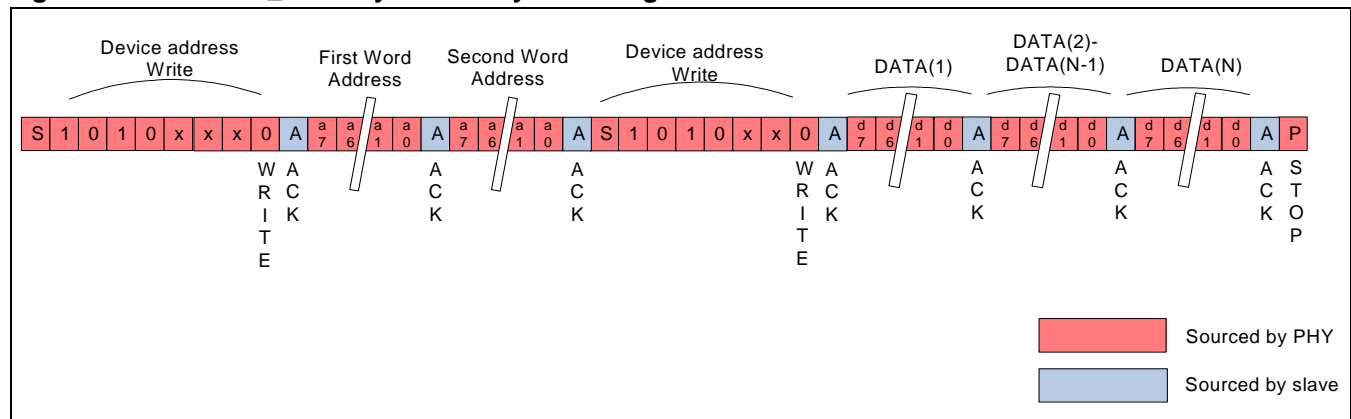 Device address
Write
First Word
Address
Second Word
Address
Device address
Write
DATA(1)
DATA(2)-
DATA(N-1)
DATA(N)
S 1 0 1 0 x x x 0 A a7 a6 a1 a0 A a7 a6 a1 a0 A S 1 0 1 0 x x 0 A d7 d6 d1 d0 A d7 d6 d1 d0 A d7 d6 d1 d0 A P
WRITE
ACK
ACK
ACK
WRITE
ACK
ACK
ACK
ACK
STOP
Sourced by PHY
Sourced by slave